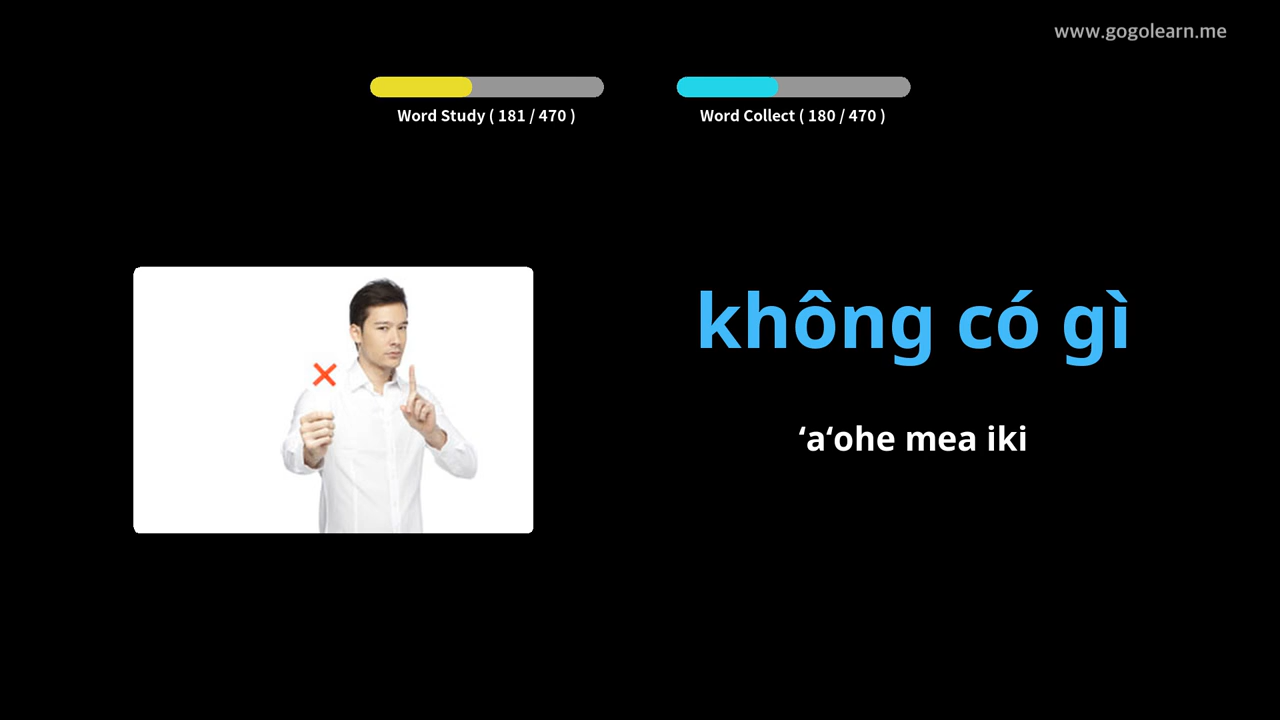 www.gogolearn.me
Word Study ( 181 / 470 )
Word Collect ( 180 / 470 )
không có gì
ʻaʻohe mea iki